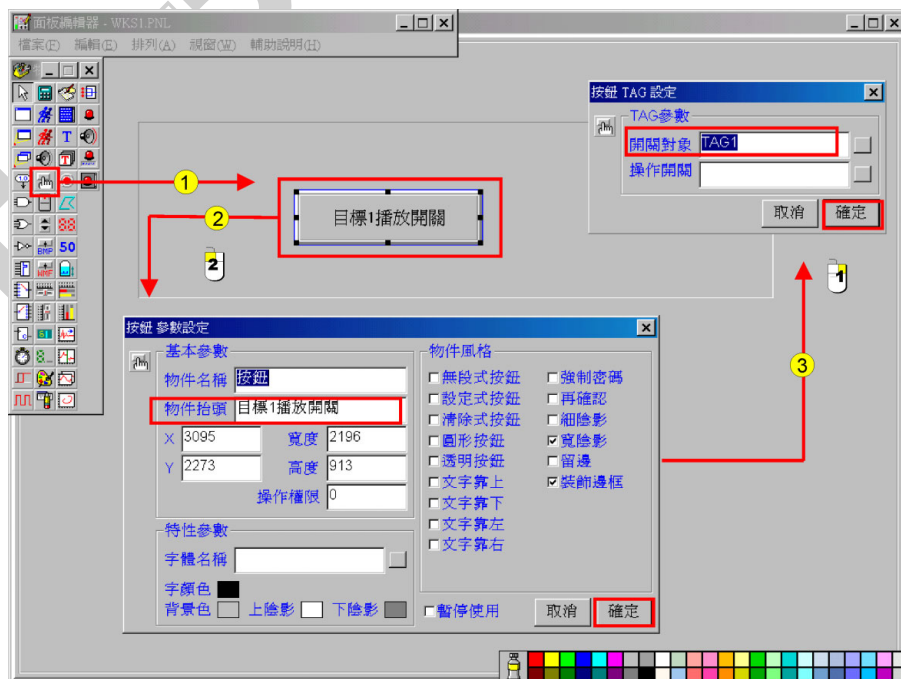 面板編輯器 - WKS1.PNL
檔案(F) 編輯(E) 排列(A) 視窗(W) 輔助說明(H)
T
T
BMP 50
WMF
1
2
目標1播放開關
2
按鈕 TAG 設定
TAG參數
開關對象 TAG1
操作開關
取消 確定
1
3
按鈕 參數設定
基本參數
物件名稱 按鈕
物件抬頭 目標1播放開關
X 3095 寬度 2196
Y 2273 高度 913
操作權限 0
特性參數
字體名稱
字顏色
背景色 上陰影 下陰影
物件風格
無段式按鈕 強制密碼
設定式按鈕 再確認
清除式按鈕 細陰影
圓形按鈕 寬陰影
透明按鈕 留邊
文字靠上 裝飾邊框
文字靠下
文字靠左
文字靠右
暫停使用 取消 確定